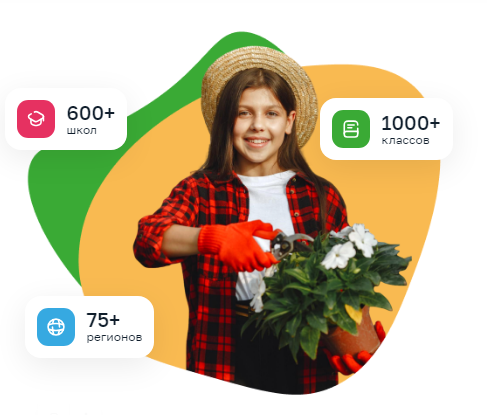 600+
школ
1000+
классов
75+
регионов